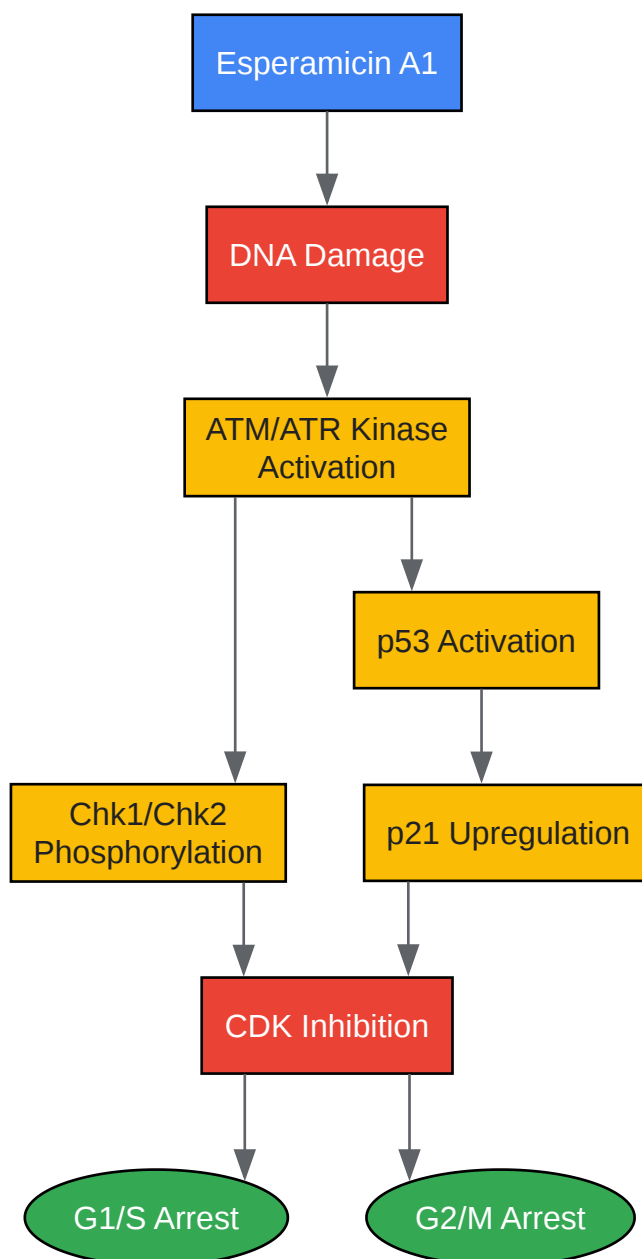 Esperamicin A1
DNA Damage
ATM/ATR Kinase
Activation
p53 Activation
Chk1/Chk2
Phosphorylation
p21 Upregulation
CDK Inhibition
G1/S Arrest
G2/M Arrest